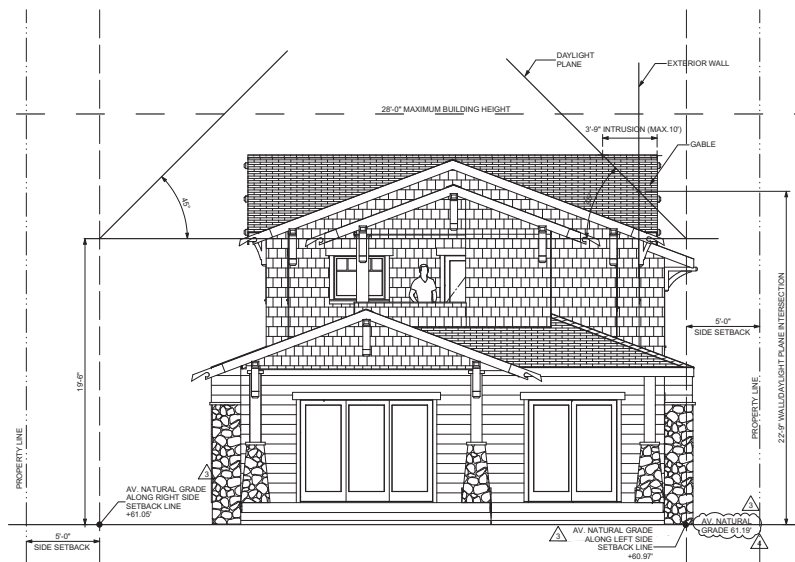 DAYLIGHT
PLANE
EXTERIOR WALL
28'-0" MAXIMUM BUILDING HEIGHT
3'-9" INTRUSION (MAX.10')
GABLE
45°
19'-6"
5'-0"
SIDE SETBACK
22'-9" WALL/DAYLIGHT PLANE INTERSECTION
PROPERTY LINE
PROPERTY LINE
3
AV. NATURAL GRADE
ALONG RIGHT SIDE
SETBACK LINE
+61.05'
5'-0"
SIDE SETBACK
3
AV. NATURAL GRADE
ALONG LEFT SIDE
SETBACK LINE
+60.97'
3
AV. NATURAL
GRADE 61.19'
4